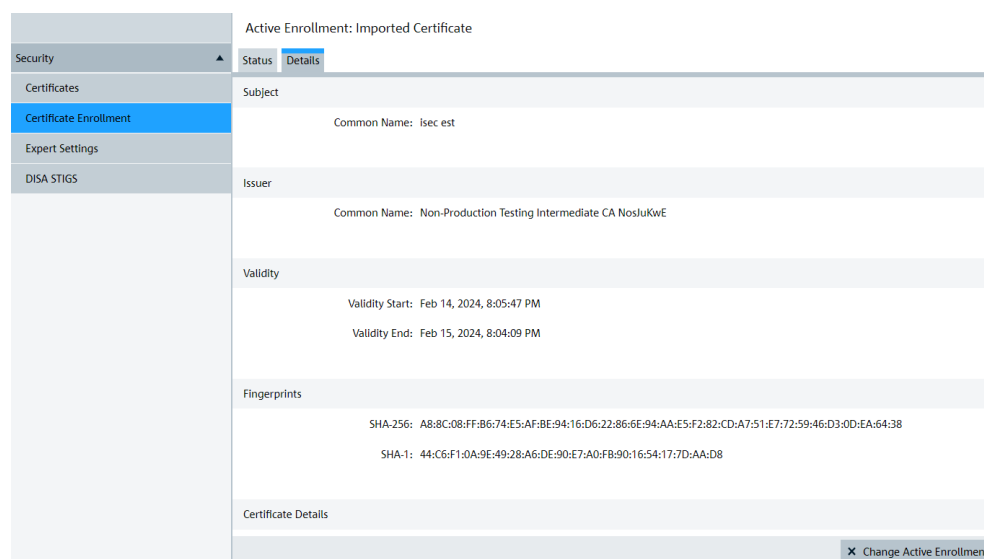 Active Enrollment: Imported Certificate
Security
Status Details
Certificates
Subject
Certificate Enrollment
Common Name: isec est
Expert Settings
DISA STIGS
Issuer
Common Name: Non-Production Testing Intermediate CA NosJuKwE
Validity
Validity Start: Feb 14, 2024, 8:05:47 PM
Validity End: Feb 15, 2024, 8:04:09 PM
Fingerprints
SHA-256: A8:8C:08:FF:B6:74:E5:AF:BE:94:16:D6:22:86:6E:94:AA:E5:F2:82:CD:A7:51:E7:72:59:46:D3:0D:EA:64:38
SHA-1: 44:C6:F1:0A:9E:49:28:A6:DE:90:E7:A0:FB:90:16:54:17:7D:AA:D8
Certificate Details
× Change Active Enrollmen